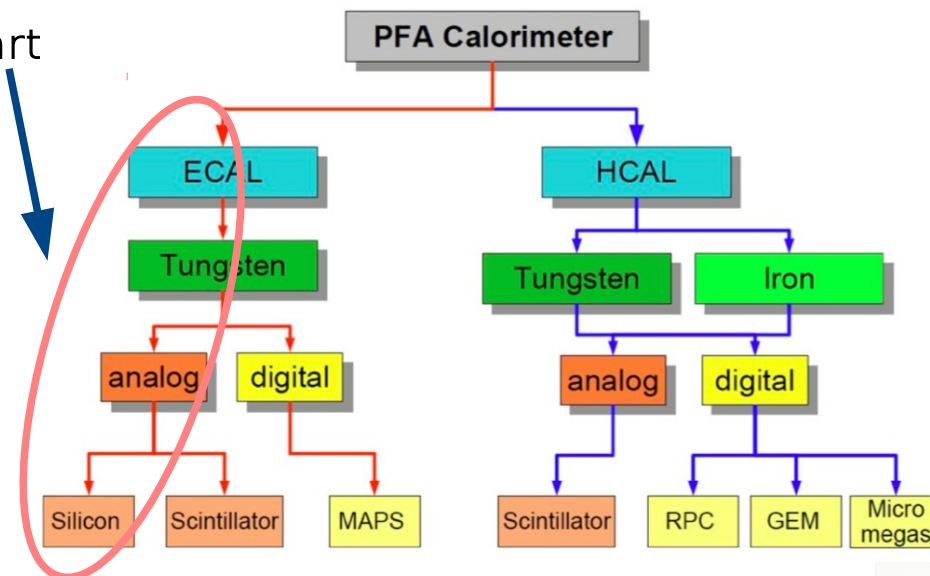 art
PFA Calorimeter
ECAL
HCAL
Tungsten
Tungsten
Iron
analog
digital
analog
digital
Silicon
Scintillator
MAPS
Scintillator
RPC
GEM
Micro
megas